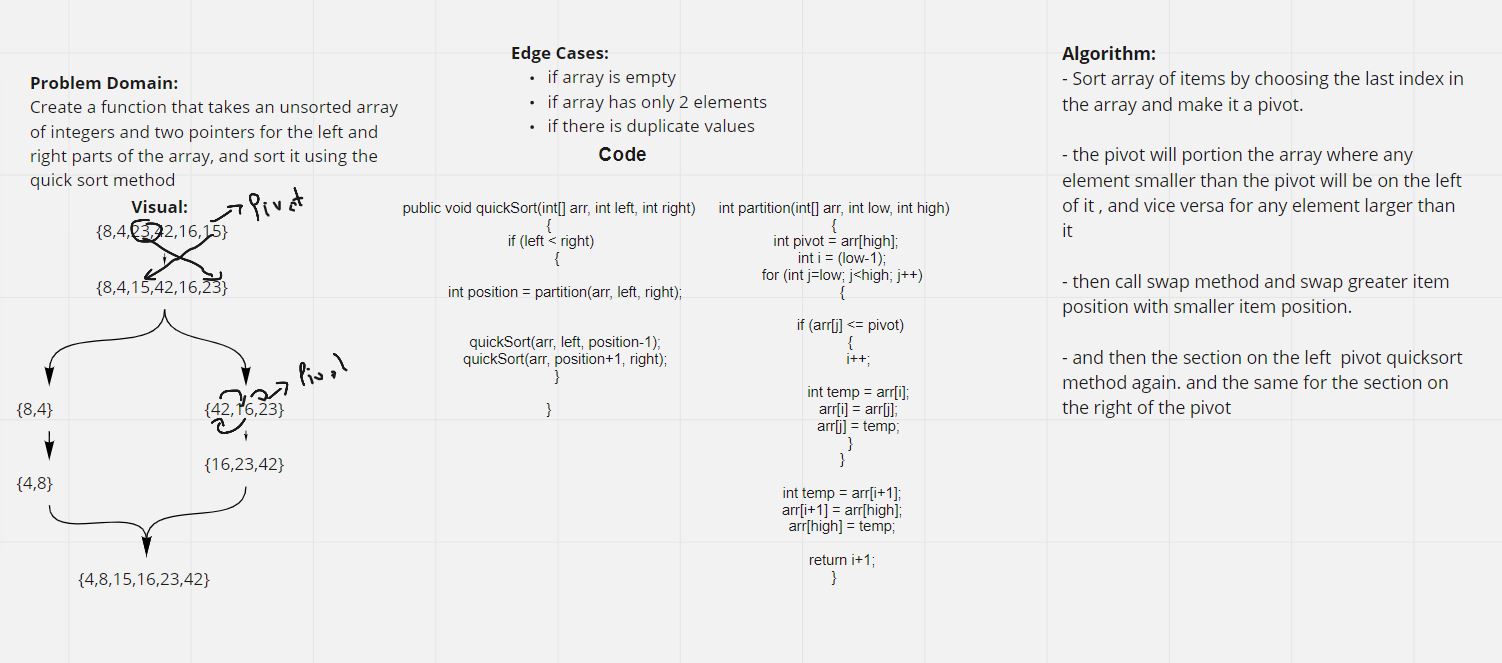 Problem Domain:
Create a function that takes an unsorted array
of integers and two pointers for the left and
right parts of the array, and sort it using the
quick sort method
Visual:
Pivot
{8,4,23,42,16,15}
{8,4,15,42,16,23}
Pivot
{8,4}
{42,16,23}
{16,23,42}
{4,8}
{4,8,15,16,23,42}
Edge Cases:
• if array is empty
• if array has only 2 elements
• if there is duplicate values
Code
public void quickSort(int[] arr, int left, int right)
{
if (left < right)
{
int position = partition(arr, left, right);
quickSort(arr, left, position-1);
quickSort(arr, position+1, right);
}
}
int partition(int[] arr, int low, int high)
{
int pivot = arr[high];
int i = (low-1);
for (int j=low; j<high; j++)
{
if (arr[j] <= pivot)
{
i++;
int temp = arr[i];
arr[i] = arr[j];
arr[j] = temp;
}
}
int temp = arr[i+1];
arr[i+1] = arr[high];
arr[high] = temp;
return i+1;
}
Algorithm:
- Sort array of items by choosing the last index in
the array and make it a pivot.
- the pivot will portion the array where any
element smaller than the pivot will be on the left
of it , and vice versa for any element larger than
it
- then call swap method and swap greater item
position with smaller item position.
- and then the section on the left  pivot quicksort
method again. and the same for the section on
the right of the pivot